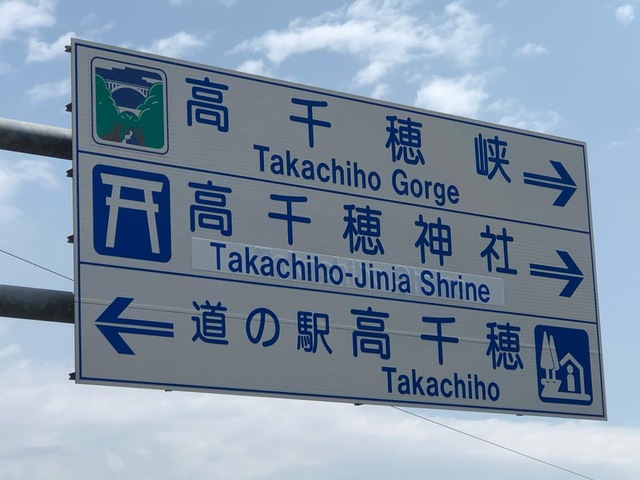 高千穂峡
Takachiho Gorge
高千穂神社
Takachiho-Jinja Shrine
道の駅高千穂
Takachiho